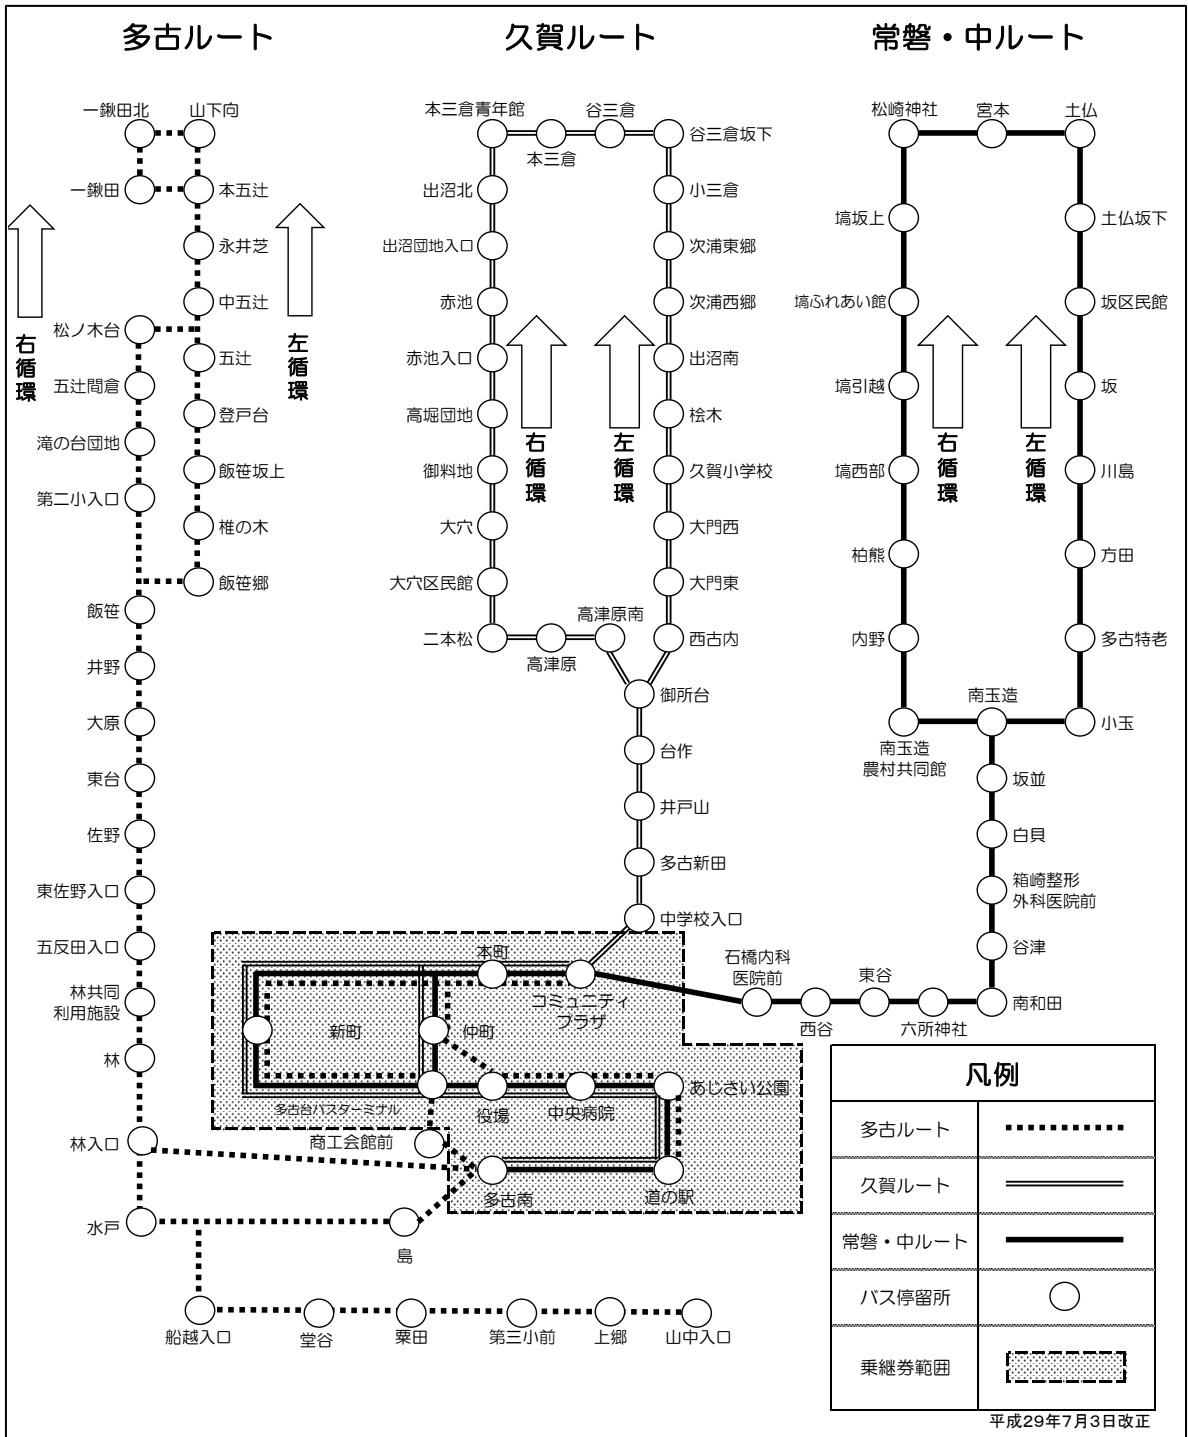 多古ルート
久賀ルート
常磐・中ルート
一鍬田北
山下向
一鍬田
本五辻
永井芝
中五辻
松ノ木台
五辻
五辻間倉
登戸台
滝の台団地
飯笹坂上
第二小入口
椎の木
飯笹郷
飯笹
井野
大原
東台
佐野
東佐野入口
五反田入口
林共同
利用施設
林
林入口
水戸
右循環
左循環
本三倉青年館
谷三倉
本三倉
谷三倉坂下
出沼北
小三倉
出沼団地入口
次浦東郷
赤池
次浦西郷
赤池入口
出沼南
高堀団地
桧木
御料地
久賀小学校
大穴
大門西
大穴区民館
大門東
高津原南
二本松
高津原
西古内
右循環
左循環
御所台
台作
井戸山
多古新田
中学校入口
松崎神社
宮本
土仏
塙坂上
土仏坂下
塙ふれあい館
坂区民館
塙引越
坂
塙西部
川島
柏熊
方田
内野
多古特老
右循環
左循環
南玉造
南玉造
農村共同館
小玉
坂並
白貝
箱崎整形
外科医院前
谷津
南和田
石橋内科
医院前
西谷
東谷
六所神社
本町
コミュニティ
プラザ
新町
仲町
多古台バスターミナル
役場
中央病院
あじさい公園
商工会館前
多古南
道の駅
島
船越入口
堂谷
粟田
第三小前
上郷
山中入口
凡例
多古ルート
久賀ルート
常磐・中ルート
バス停留所
乗継券範囲
平成29年7月3日改正